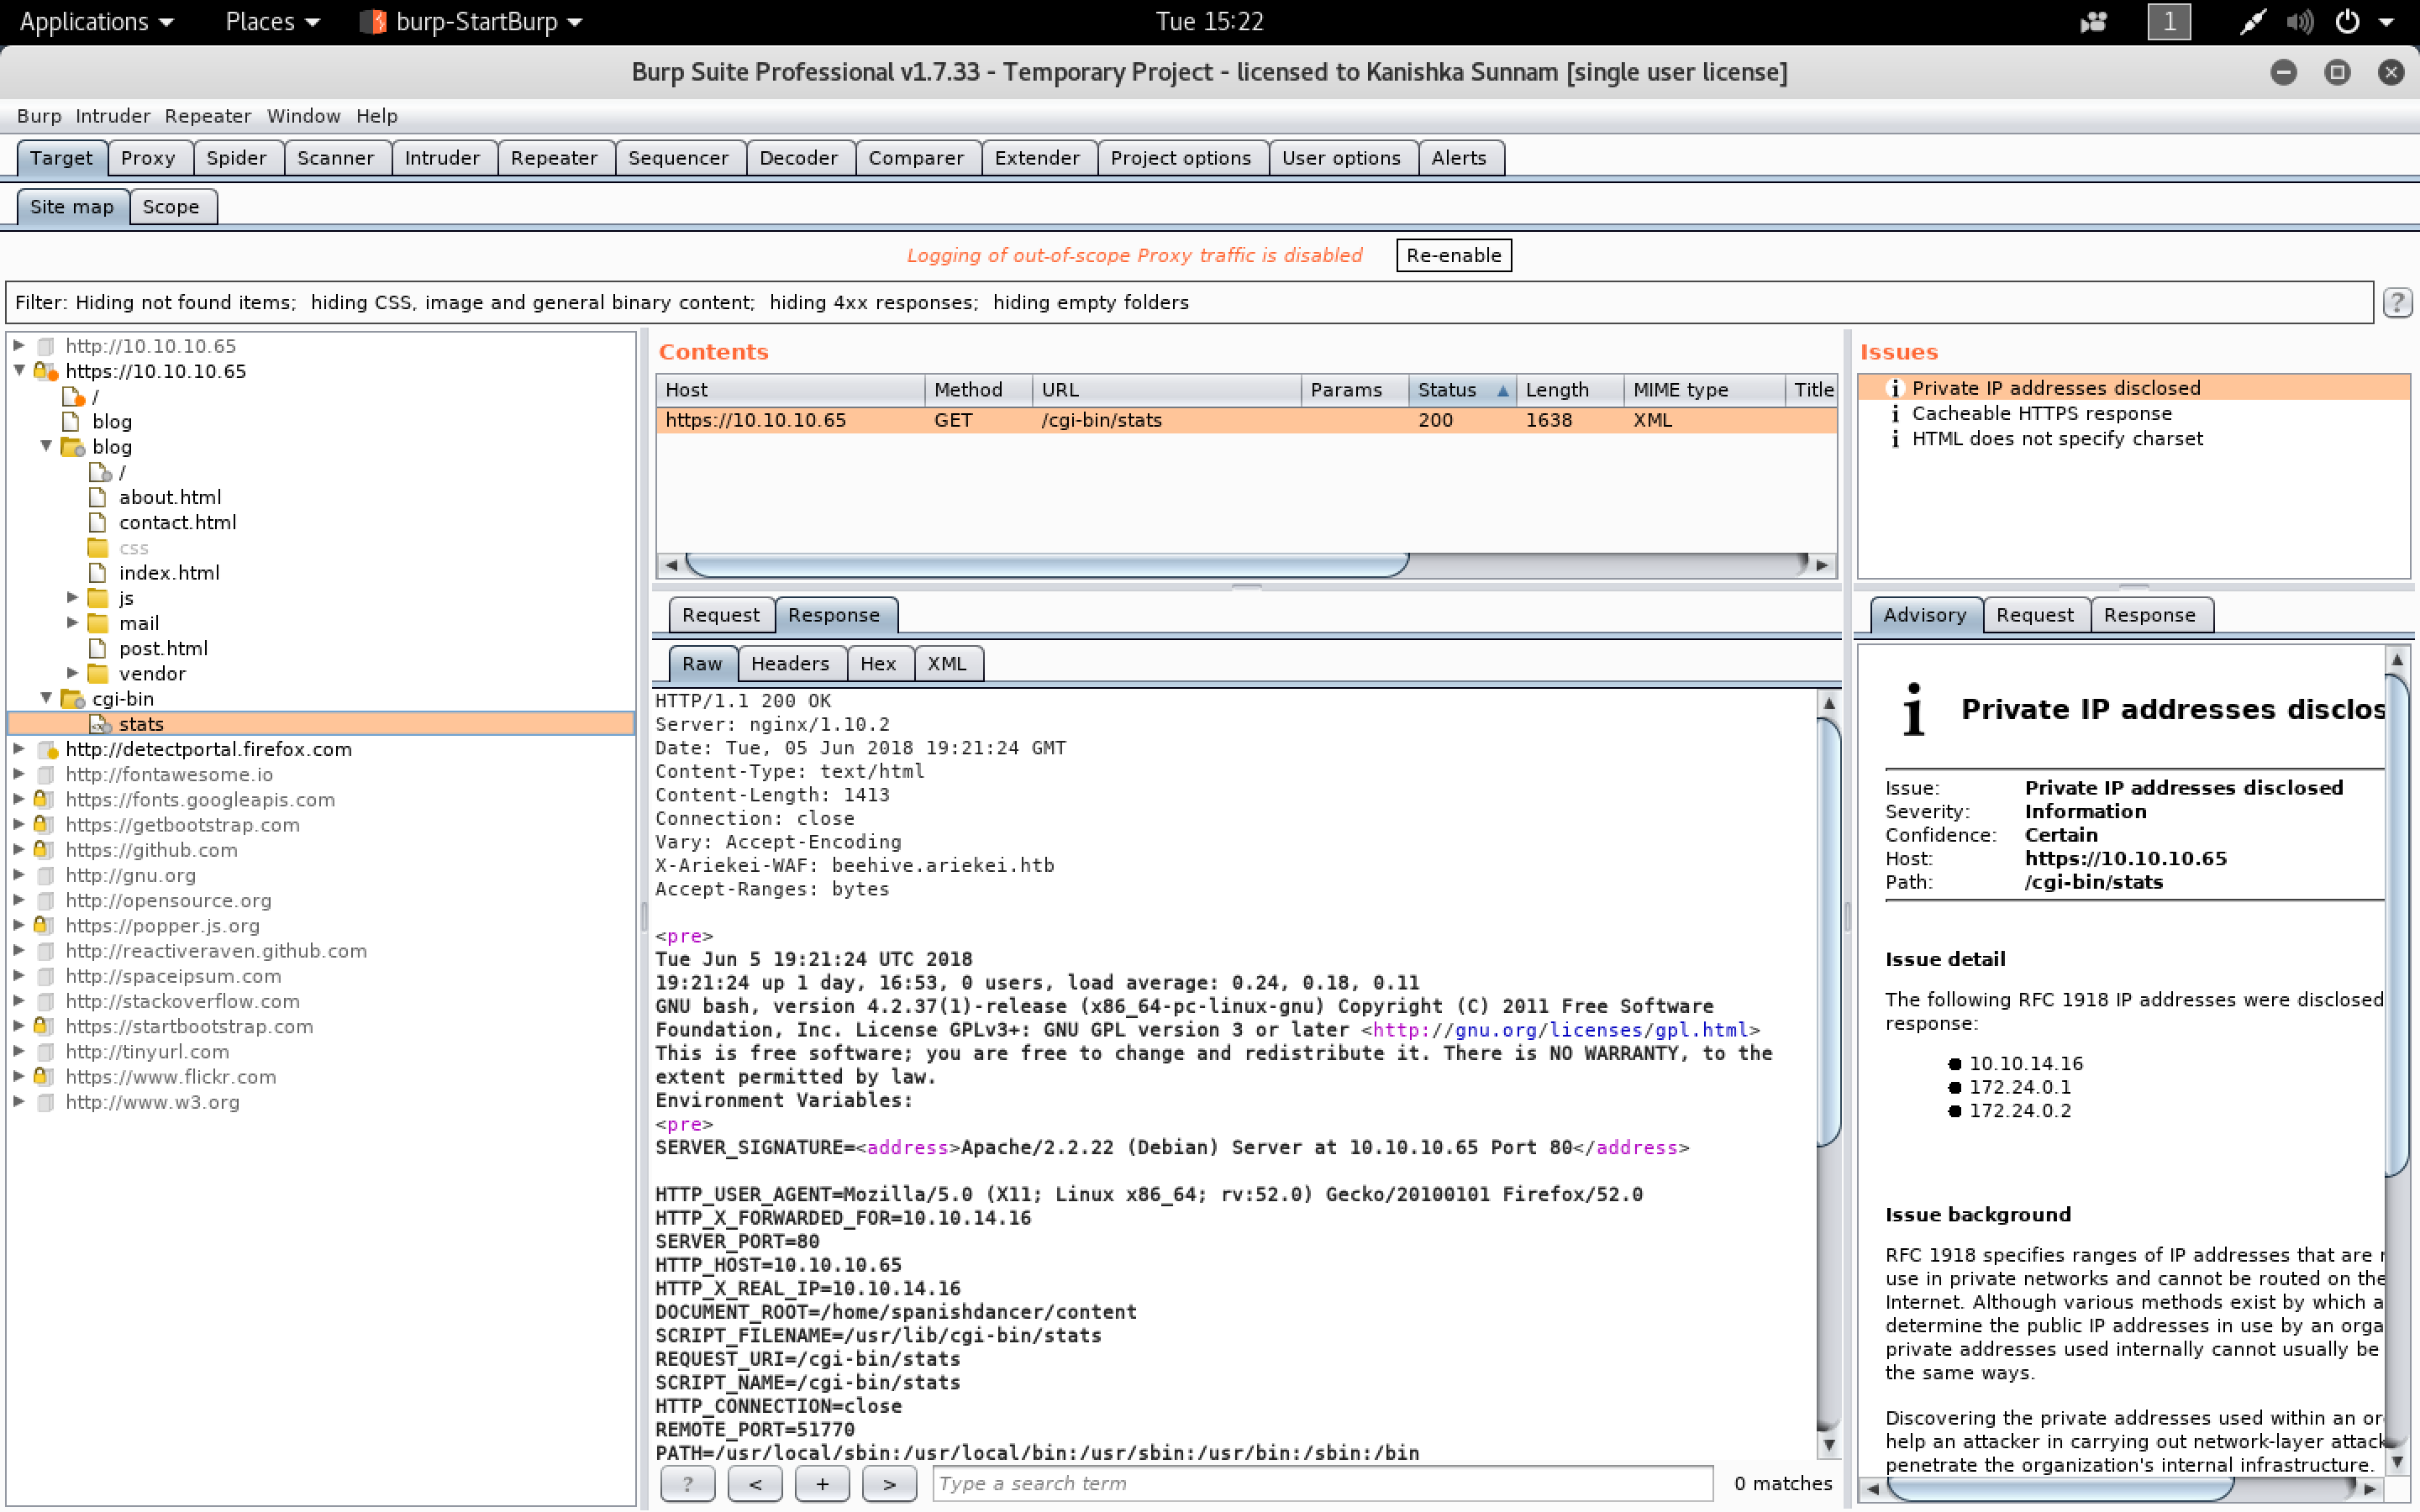 Applications Places burp-StartBurp Tue 15:22 1
Burp Suite Professional v1.7.33 - Temporary Project - licensed to Kanishka Sunnam [single user license]
Burp Intruder Repeater Window Help
Target Proxy Spider Scanner Intruder Repeater Sequencer Decoder Comparer Extender Project options User options Alerts
Site map Scope
Logging of out-of-scope Proxy traffic is disabled Re-enable
Filter: Hiding not found items; hiding CSS, image and general binary content; hiding 4xx responses; hiding empty folders ?
http://10.10.10.65
https://10.10.10.65
/
blog
blog
/
about.html
contact.html
css
index.html
js
mail
post.html
vendor
cgi-bin
stats
http://detectportal.firefox.com
http://fontawesome.io
https://fonts.googleapis.com
https://getbootstrap.com
https://github.com
http://gnu.org
http://opensource.org
https://popper.js.org
http://reactiveraven.github.com
http://spaceipsum.com
http://stackoverflow.com
https://startbootstrap.com
http://tinyurl.com
https://www.flickr.com
http://www.w3.org
Contents
Host Method URL Params Status Length MIME type Title
https://10.10.10.65 GET /cgi-bin/stats 200 1638 XML
Request Response
Raw Headers Hex XML
HTTP/1.1 200 OK
Server: nginx/1.10.2
Date: Tue, 05 Jun 2018 19:21:24 GMT
Content-Type: text/html
Content-Length: 1413
Connection: close
Vary: Accept-Encoding
X-Ariekei-WAF: beehive.ariekei.htb
Accept-Ranges: bytes
<pre>
Tue Jun 5 19:21:24 UTC 2018
19:21:24 up 1 day, 16:53, 0 users, load average: 0.24, 0.18, 0.11
GNU bash, version 4.2.37(1)-release (x86_64-pc-linux-gnu) Copyright (C) 2011 Free Software
Foundation, Inc. License GPLv3+: GNU GPL version 3 or later <http://gnu.org/licenses/gpl.html>
This is free software; you are free to change and redistribute it. There is NO WARRANTY, to the
extent permitted by law.
Environment Variables:
<pre>
SERVER_SIGNATURE=<address>Apache/2.2.22 (Debian) Server at 10.10.10.65 Port 80</address>
HTTP_USER_AGENT=Mozilla/5.0 (X11; Linux x86_64; rv:52.0) Gecko/20100101 Firefox/52.0
HTTP_X_FORWARDED_FOR=10.10.14.16
SERVER_PORT=80
HTTP_HOST=10.10.10.65
HTTP_X_REAL_IP=10.10.14.16
DOCUMENT_ROOT=/home/spanishdancer/content
SCRIPT_FILENAME=/usr/lib/cgi-bin/stats
REQUEST_URI=/cgi-bin/stats
SCRIPT_NAME=/cgi-bin/stats
HTTP_CONNECTION=close
REMOTE_PORT=51770
PATH=/usr/local/sbin:/usr/local/bin:/usr/sbin:/usr/bin:/sbin:/bin
? < + > Type a search term 0 matches
Issues
Private IP addresses disclosed
Cacheable HTTPS response
HTML does not specify charset
Advisory Request Response
Private IP addresses disclos
Issue: Private IP addresses disclosed
Severity: Information
Confidence: Certain
Host: https://10.10.10.65
Path: /cgi-bin/stats
Issue detail
The following RFC 1918 IP addresses were disclosed
response:
10.10.14.16
172.24.0.1
172.24.0.2
Issue background
RFC 1918 specifies ranges of IP addresses that are
use in private networks and cannot be routed on the
Internet. Although various methods exist by which a
determine the public IP addresses in use by an orga
private addresses used internally cannot usually be
the same ways.
Discovering the private addresses used within an or
help an attacker in carrying out network-layer attack
penetrate the organization's internal infrastructure.